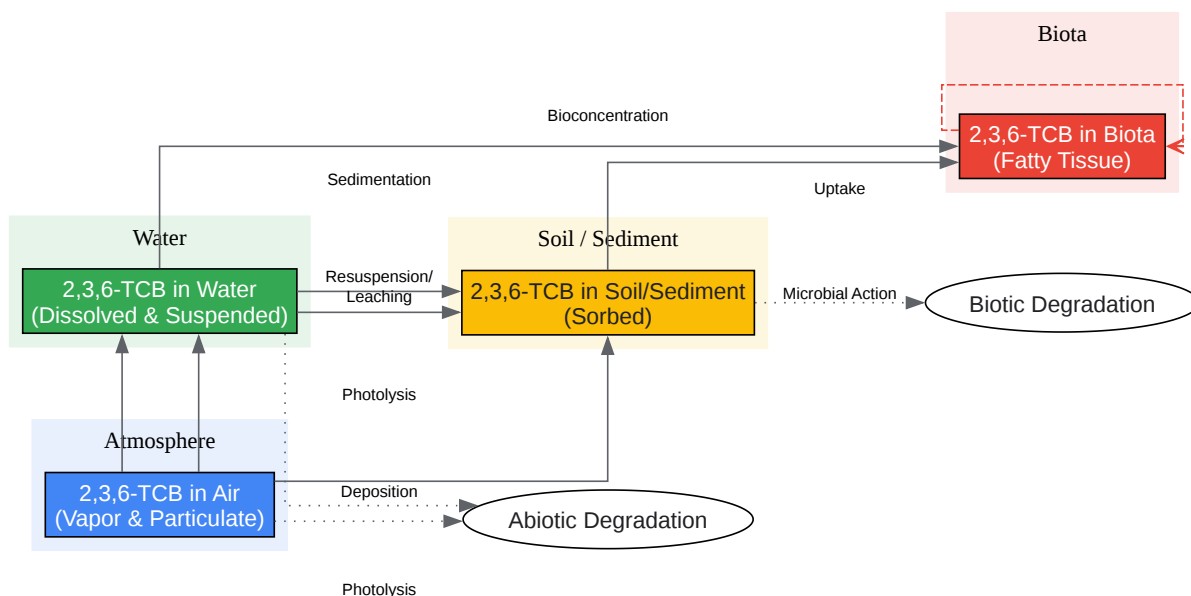 Biota
Bioconcentration
2,3,6-TCB in Biota
(Fatty Tissue)
Sedimentation
Uptake
Water
Soil / Sediment
2,3,6-TCB in Water
(Dissolved & Suspended)
Resuspension/
Leaching
2,3,6-TCB in Soil/Sediment
(Sorbed)
Microbial Action
Biotic Degradation
Photolysis
Atmosphere
2,3,6-TCB in Air
(Vapor & Particulate)
Deposition
Abiotic Degradation
Photolysis